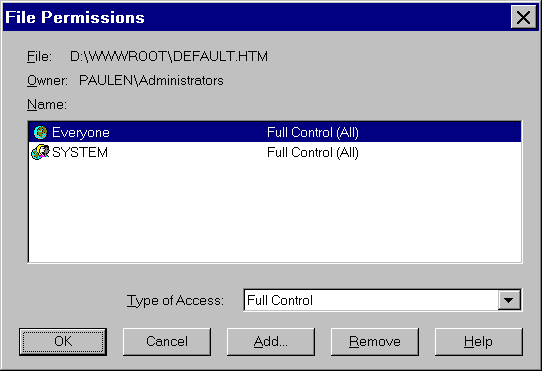 File Permissions
File: D:\WWWROOT\DEFAULT.HTM
Owner: PAULEN\Administrators
Name:
Everyone Full Control (All)
SYSTEM Full Control (All)
Type of Access: Full Control
OK Cancel Add... Remove Help